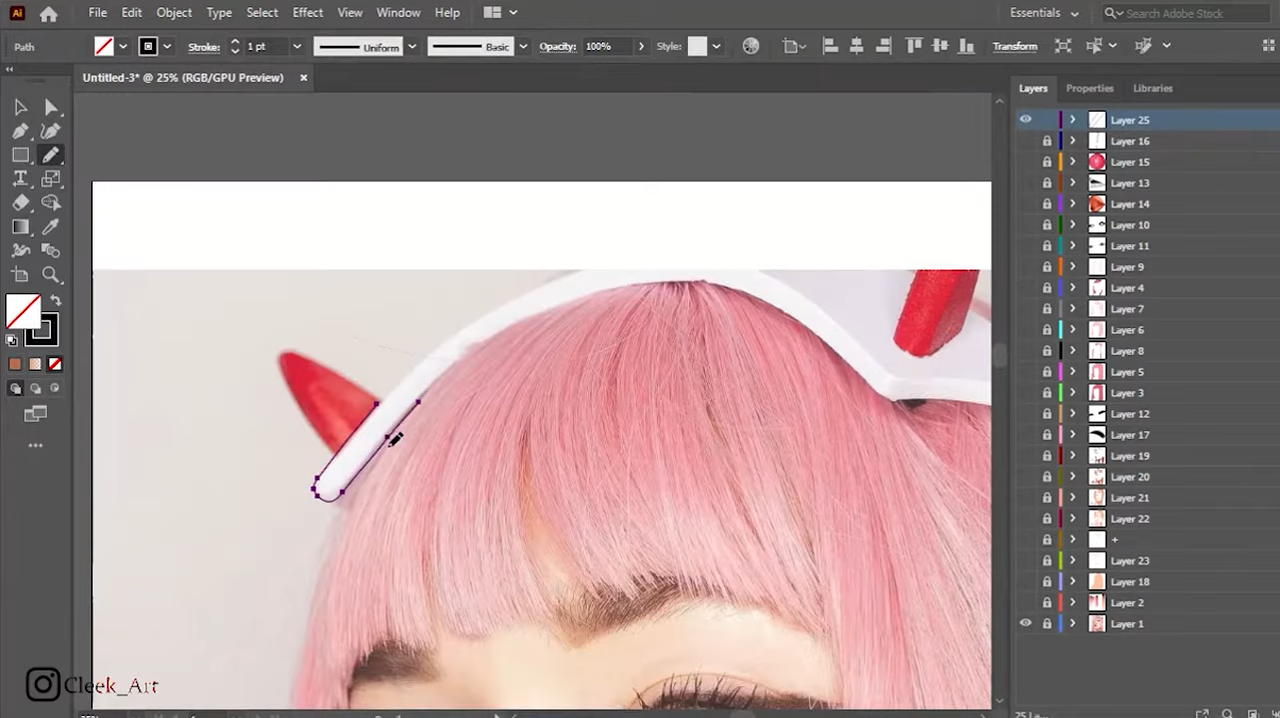 Ai File Edit Object Type Select Effect View Window Help Essentials Search Adobe Stock
Path Stroke: 1 pt Uniform Basic Opacity: 100% Style: Transform
Untitled-3* @ 25% (RGB/GPU Preview)
Layers Properties Libraries
Layer 25
Layer 16
Layer 15
Layer 13
Layer 14
Layer 10
Layer 11
Layer 9
Layer 4
Layer 7
Layer 6
Layer 8
Layer 5
Layer 3
Layer 12
Layer 17
Layer 19
Layer 20
Layer 21
Layer 22
+
Layer 23
Layer 18
Layer 2
Layer 1
Cleek_Art